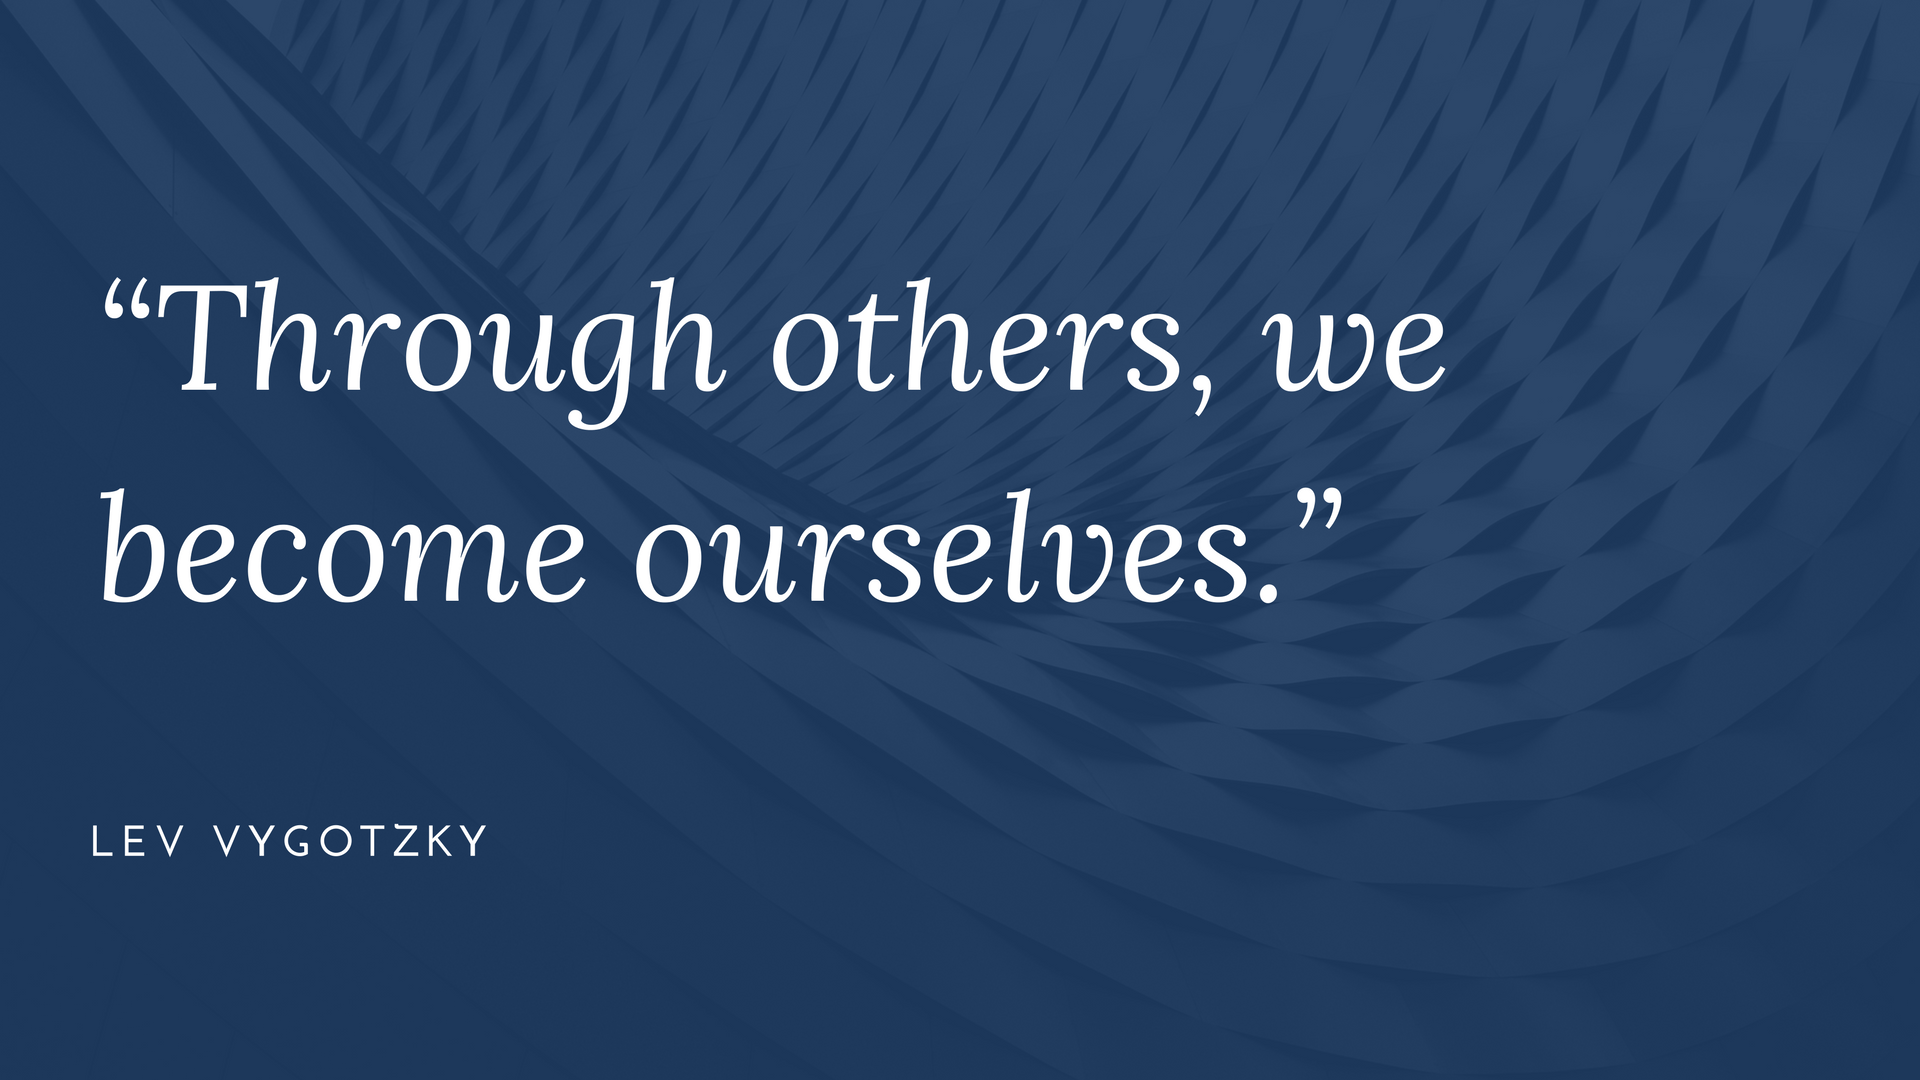 “Through others, we
become ourselves.”
LEV VYGOTZKY